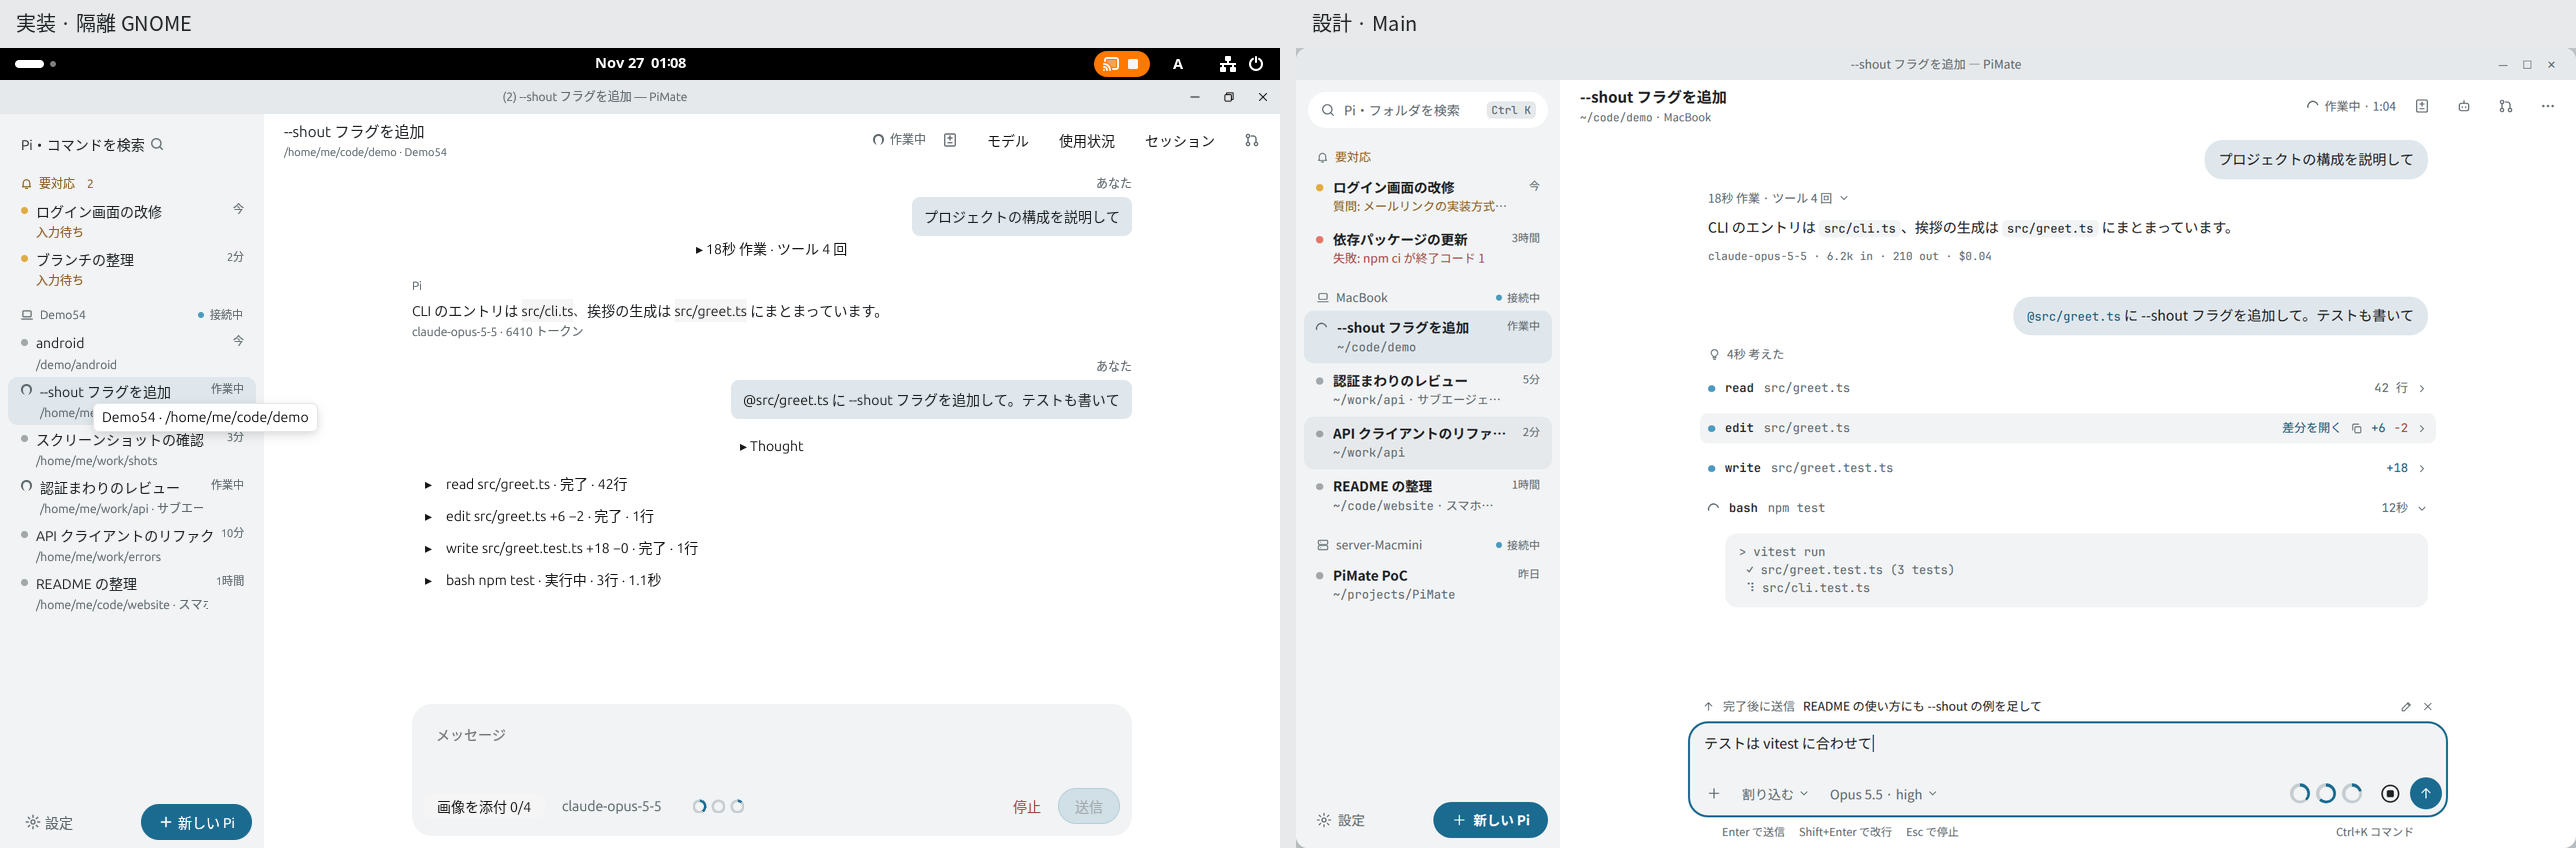 実装 · 隔離 GNOME
Nov 27 01:08
A
(2) --shout フラグを追加 — PiMate
Pi・コマンドを検索
要対応 2
ログイン画面の改修 今
入力待ち
ブランチの整理 2分
入力待ち
Demo54 接続中
android 今
/demo/android
--shout フラグを追加 作業中
/home/me
Demo54 · /home/me/code/demo
スクリーンショットの確認 3分
/home/me/work/shots
認証まわりのレビュー 作業中
/home/me/work/api · サブエー
API クライアントのリファク 10分
/home/me/work/errors
README の整理 1時間
/home/me/code/website · スマ
設定
+ 新しい Pi
--shout フラグを追加
/home/me/code/demo · Demo54
作業中
モデル
使用状況
セッション
あなた
プロジェクトの構成を説明して
▸ 18秒 作業 · ツール 4 回
Pi
CLI のエントリは src/cli.ts、挨拶の生成は src/greet.ts にまとまっています。
claude-opus-5-5 · 6410 トークン
あなた
@src/greet.ts に --shout フラグを追加して。テストも書いて
▸ Thought
▸ read src/greet.ts · 完了 · 42行
▸ edit src/greet.ts +6 −2 · 完了 · 1行
▸ write src/greet.test.ts +18 −0 · 完了 · 1行
▸ bash npm test · 実行中 · 3行 · 1.1秒
メッセージ
画像を添付 0/4
claude-opus-5-5
停止
送信
設計 · Main
--shout フラグを追加 — PiMate
Pi・フォルダを検索 Ctrl K
要対応
ログイン画面の改修 今
質問: メールリンクの実装方式…
依存パッケージの更新 3時間
失敗: npm ci が終了コード 1
MacBook 接続中
--shout フラグを追加 作業中
~/code/demo
認証まわりのレビュー 5分
~/work/api · サブエージェ…
API クライアントのリファ… 2分
~/work/api
README の整理 1時間
~/code/website · スマホ…
server-Macmini 接続中
PiMate PoC 昨日
~/projects/PiMate
設定
+ 新しい Pi
--shout フラグを追加
~/code/demo · MacBook
作業中 · 1:04
プロジェクトの構成を説明して
18秒 作業 · ツール 4 回
CLI のエントリは src/cli.ts、挨拶の生成は src/greet.ts にまとまっています。
claude-opus-5-5 · 6.2k in · 210 out · $0.04
@src/greet.ts に --shout フラグを追加して。テストも書いて
4秒 考えた
read src/greet.ts 42 行
edit src/greet.ts 差分を開く +6 -2
write src/greet.test.ts +18
bash npm test 12秒
> vitest run
✓ src/greet.test.ts (3 tests)
⠹ src/cli.test.ts
↑ 完了後に送信 README の使い方にも --shout の例を足して
テストは vitest に合わせて
+ 割り込む Opus 5.5 · high
Enter で送信 Shift+Enter で改行 Esc で停止
Ctrl+K コマンド